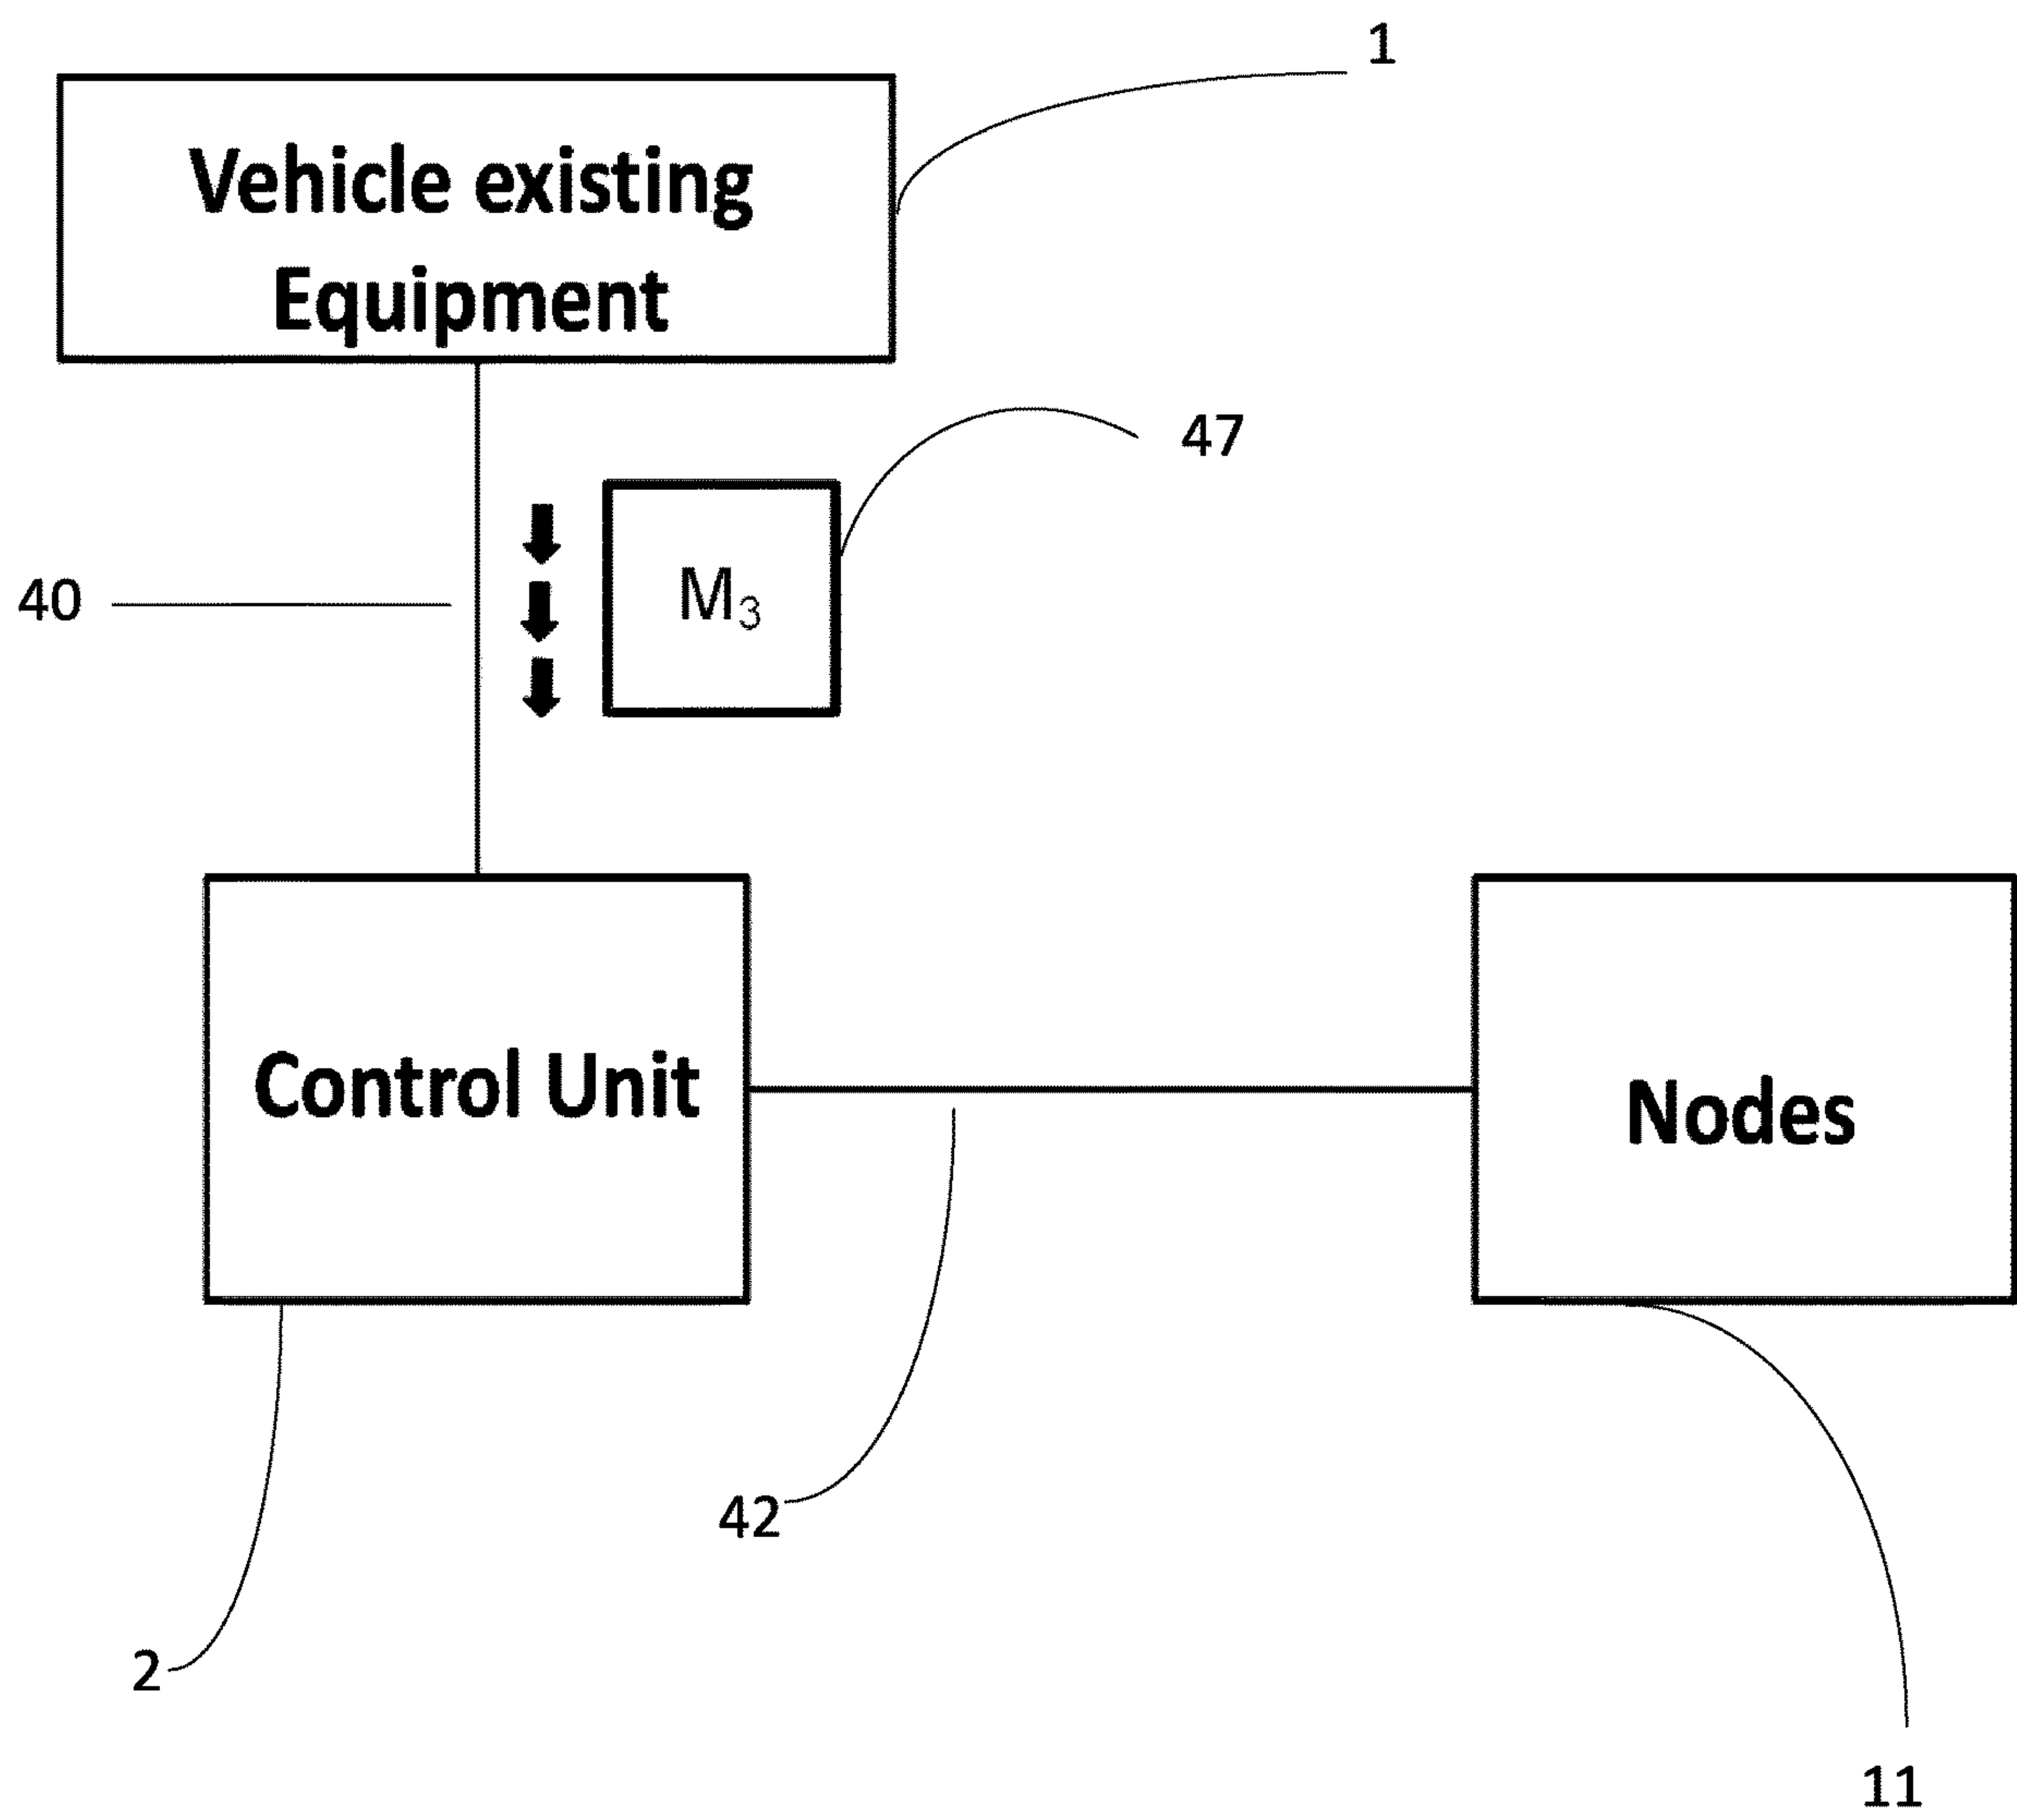 1
Vehicle existing
Equipment
47
40
M₃
Control Unit
Nodes
42
2
11